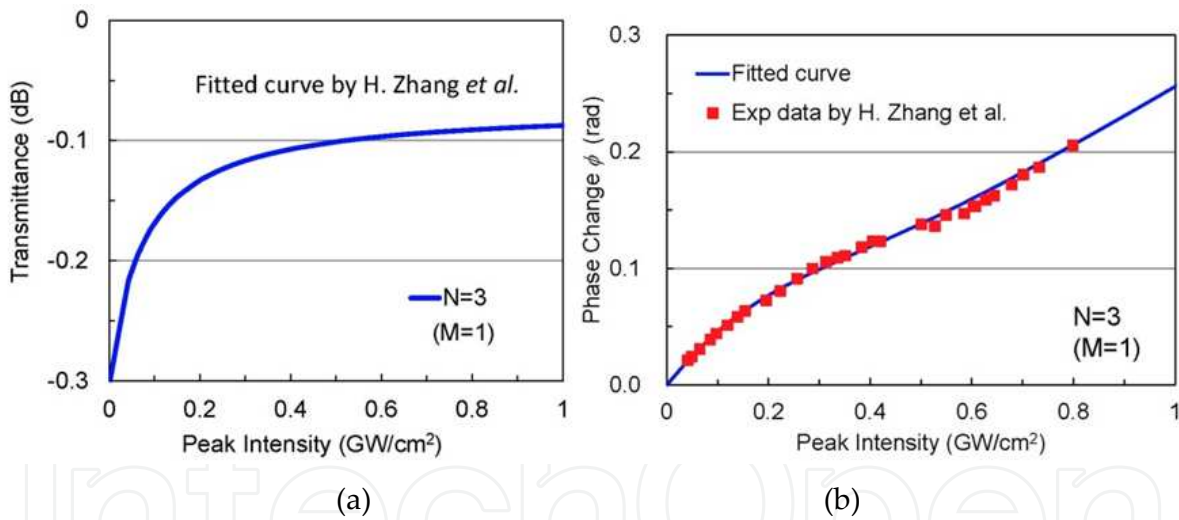 0
-0.1
-0.2
-0.3
Transmittance (dB)
Fitted curve by H. Zhang et al.
N=3
(M=1)
0
0.2
0.4
0.6
0.8
1
Peak Intensity (GW/cm²)
(a)
0.3
0.2
0.1
0.0
Phase Change ϕ (rad)
Fitted curve
Exp data by H. Zhang et al.
N=3
(M=1)
0
0.2
0.4
0.6
0.8
1
Peak Intensity (GW/cm²)
(b)
IntechOpen